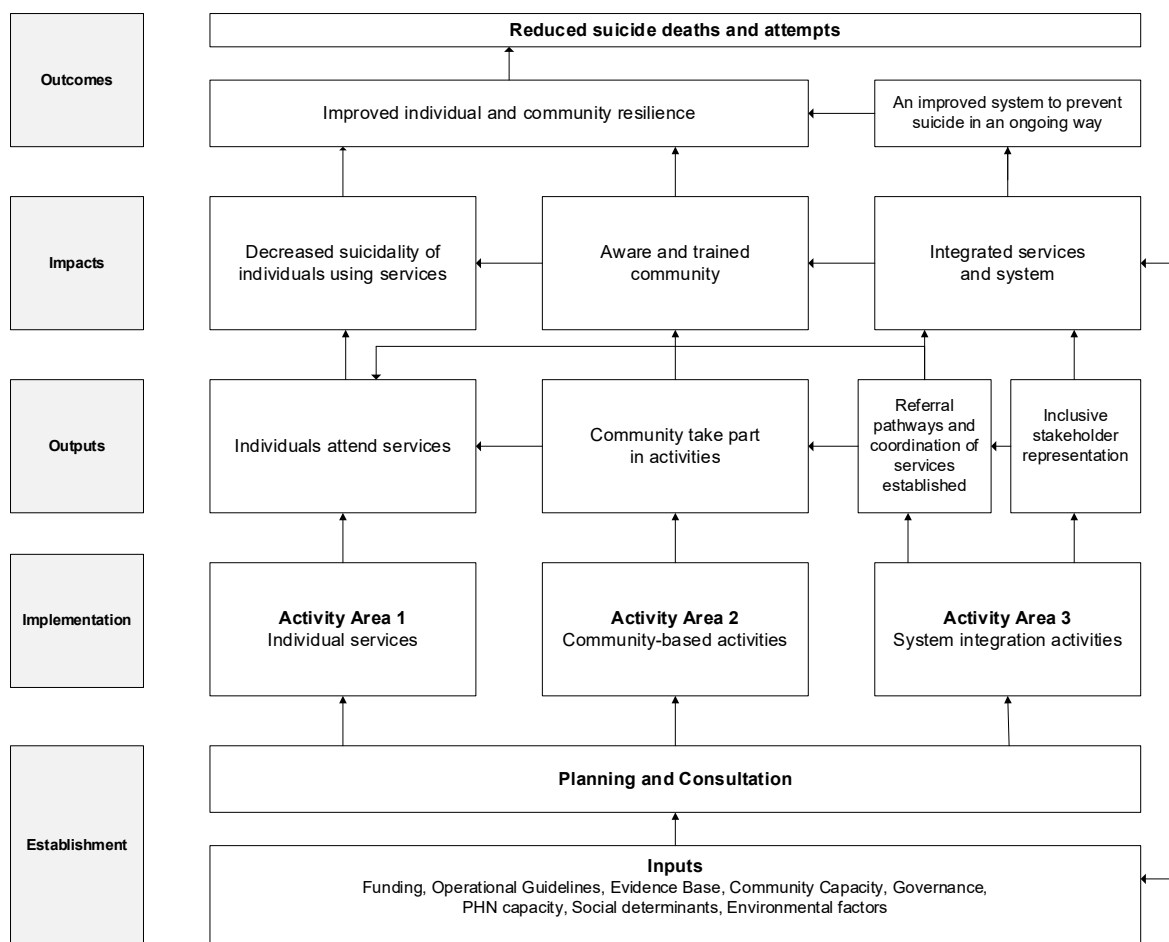 Reduced suicide deaths and attempts
Outcomes
Improved individual and community resilience
An improved system to prevent
suicide in an ongoing way
Impacts
Decreased suicidality of
individuals using services
Aware and trained
community
Integrated services
and system
Outputs
Individuals attend services
Community take part
in activities
Referral
pathways and
coordination of
services
established
Inclusive
stakeholder
representation
Implementation
Activity Area 1
Individual services
Activity Area 2
Community-based activities
Activity Area 3
System integration activities
Establishment
Planning and Consultation
Inputs
Funding, Operational Guidelines, Evidence Base, Community Capacity, Governance,
PHN capacity, Social determinants, Environmental factors